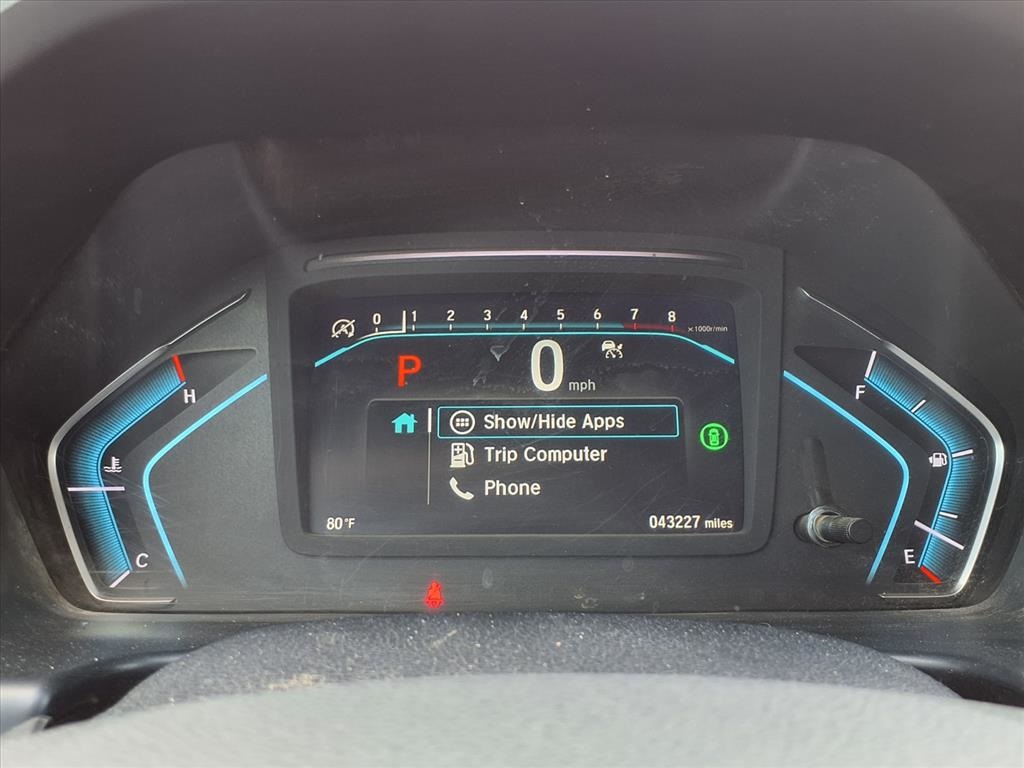 0 1 2 3 4 5 6 7 8 x1000r/min
P 0 mph
H
F
Show/Hide Apps
Trip Computer
Phone
C
E
80°F 043227 miles